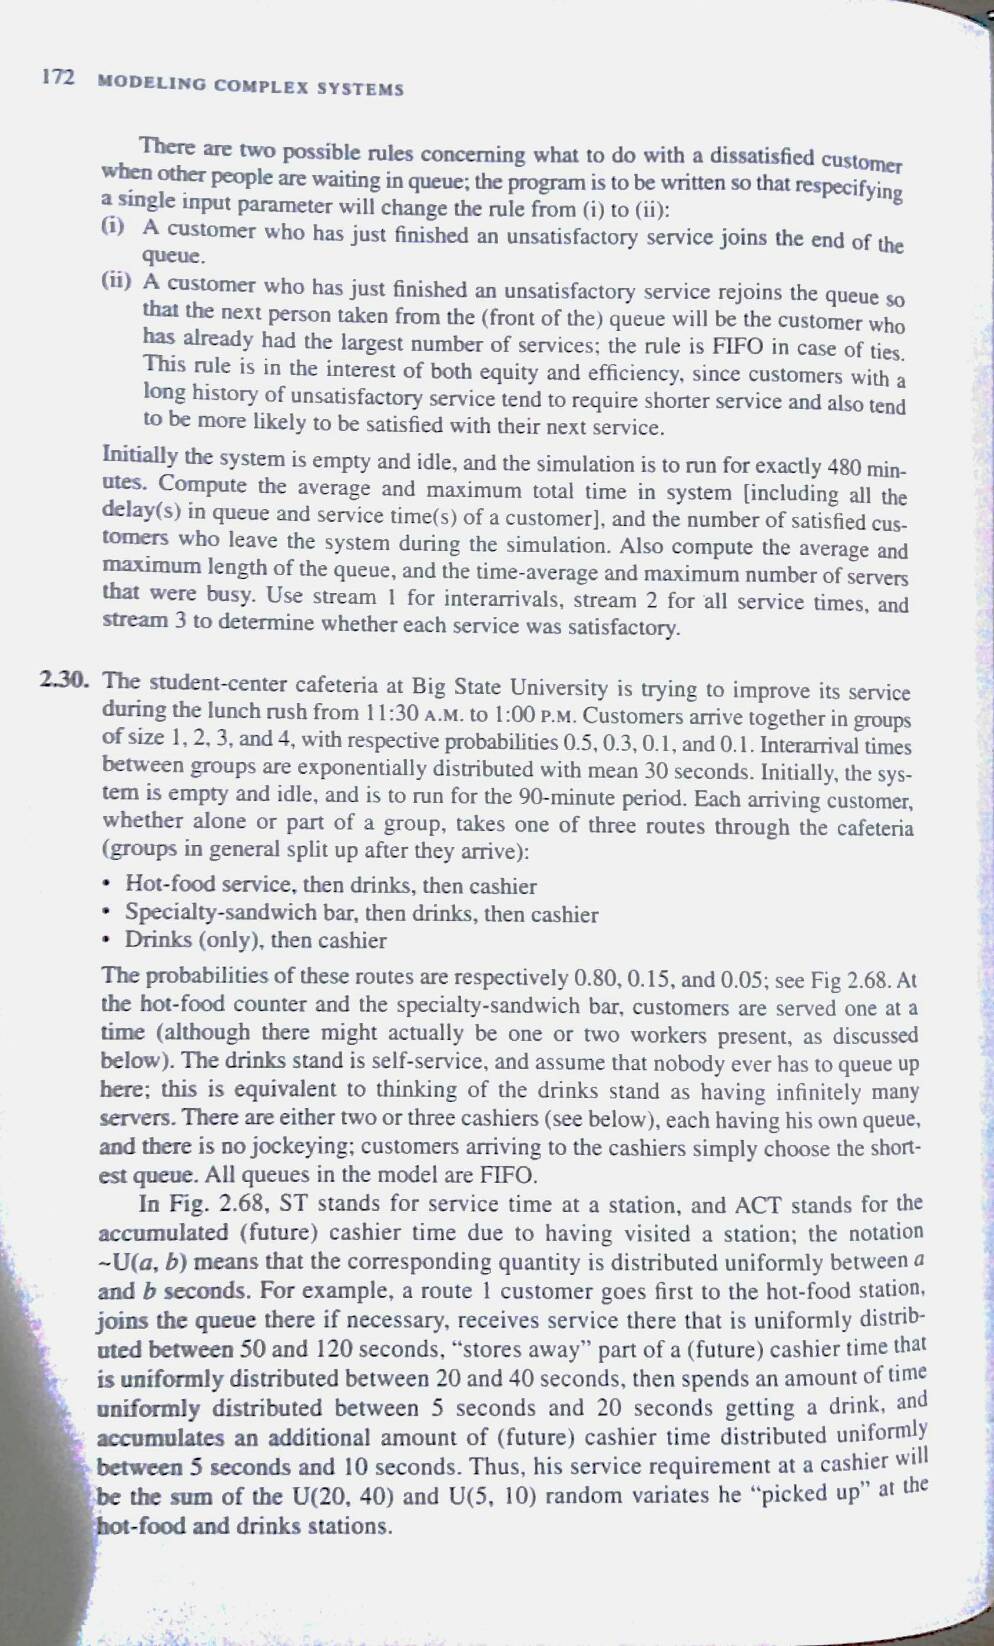 172 MODELING COMPLEX SYSTEMS
There are two possible rules concerning what to do with a dissatisfied customer
when other people are waiting in queue; the program is to be written so that respecifying
a single input parameter will change the rule from (i) to (ii):
(i) A customer who has just finished an unsatisfactory service joins the end of the
queue.
(ii) A customer who has just finished an unsatisfactory service rejoins the queue so
that the next person taken from the (front of the) queue will be the customer who
has already had the largest number of services; the rule is FIFO in case of ties.
This rule is in the interest of both equity and efficiency, since customers with a
long history of unsatisfactory service tend to require shorter service and also tend
to be more likely to be satisfied with their next service.
Initially the system is empty and idle, and the simulation is to run for exactly 480 min-
utes. Compute the average and maximum total time in system [including all the
delay(s) in queue and service time(s) of a customer], and the number of satisfied cus-
tomers who leave the system during the simulation. Also compute the average and
maximum length of the queue, and the time-average and maximum number of servers
that were busy. Use stream 1 for interarrivals, stream 2 for all service times, and
stream 3 to determine whether each service was satisfactory.
2.30. The student-center cafeteria at Big State University is trying to improve its service
during the lunch rush from 11:30 A.M. to 1:00 P.M. Customers arrive together in groups
of size 1, 2, 3, and 4, with respective probabilities 0.5, 0.3, 0.1, and 0.1. Interarrival times
between groups are exponentially distributed with mean 30 seconds. Initially, the sys-
tem is empty and idle, and is to run for the 90-minute period. Each arriving customer,
whether alone or part of a group, takes one of three routes through the cafeteria
(groups in general split up after they arrive):
• Hot-food service, then drinks, then cashier
• Specialty-sandwich bar, then drinks, then cashier
• Drinks (only), then cashier
The probabilities of these routes are respectively 0.80, 0.15, and 0.05; see Fig 2.68. At
the hot-food counter and the specialty-sandwich bar, customers are served one at a
time (although there might actually be one or two workers present, as discussed
below). The drinks stand is self-service, and assume that nobody ever has to queue up
here; this is equivalent to thinking of the drinks stand as having infinitely many
servers. There are either two or three cashiers (see below), each having his own queue,
and there is no jockeying; customers arriving to the cashiers simply choose the short-
est queue. All queues in the model are FIFO.
In Fig. 2.68, ST stands for service time at a station, and ACT stands for the
accumulated (future) cashier time due to having visited a station; the notation
~U(a, b) means that the corresponding quantity is distributed uniformly between a
and b seconds. For example, a route 1 customer goes first to the hot-food station,
joins the queue there if necessary, receives service there that is uniformly distrib-
uted between 50 and 120 seconds, “stores away” part of a (future) cashier time that
is uniformly distributed between 20 and 40 seconds, then spends an amount of time
uniformly distributed between 5 seconds and 20 seconds getting a drink, and
accumulates an additional amount of (future) cashier time distributed uniformly
between 5 seconds and 10 seconds. Thus, his service requirement at a cashier will
be the sum of the U(20, 40) and U(5, 10) random variates he “picked up” at the
hot-food and drinks stations.